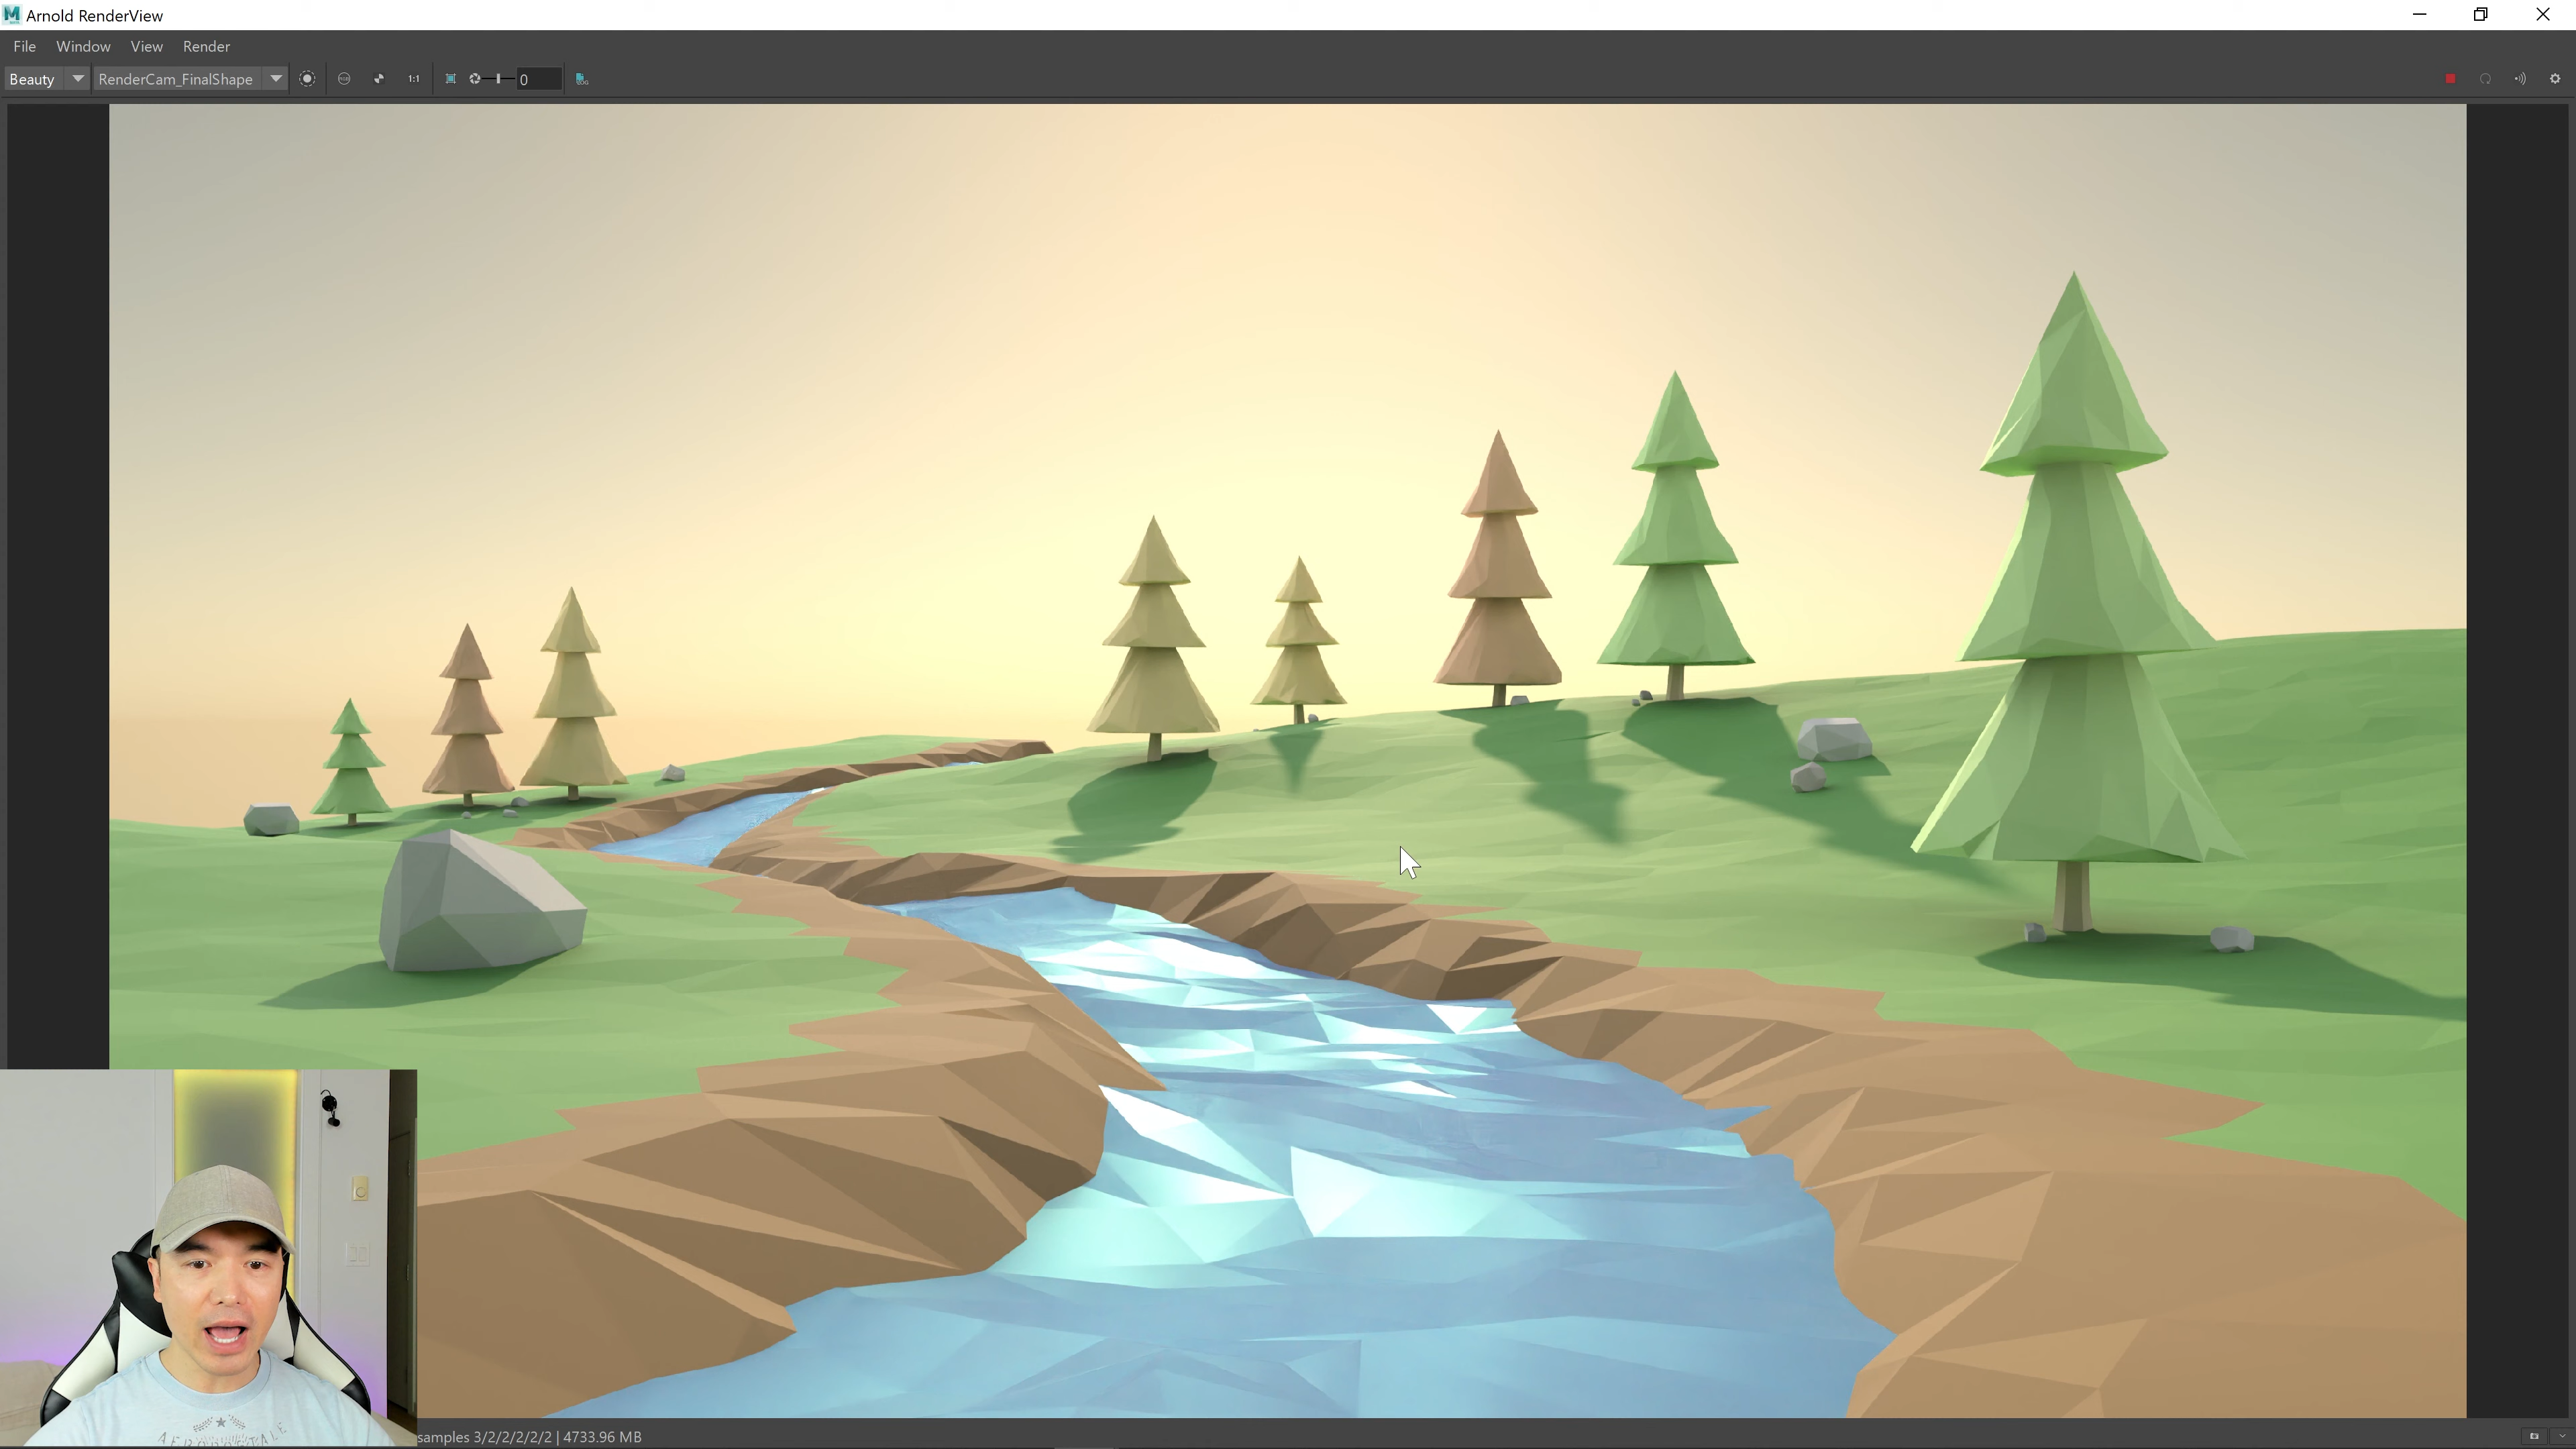 Arnold RenderView
File Window View Render
Beauty RenderCam_FinalShape 1:1 0
AEROPOSTALE
samples 3/2/2/2/2/2 | 4733.96 MB